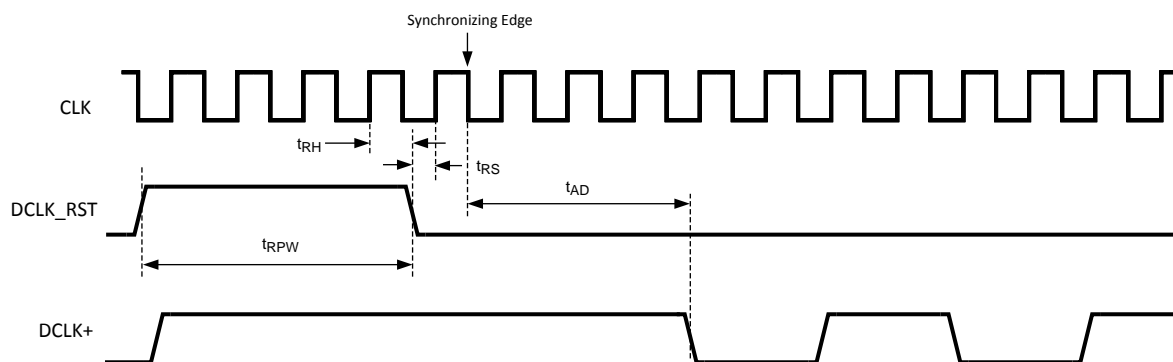 Synchronizing Edge
CLK
tRH
tRS
tAD
DCLK_RST
tRPW
DCLK+